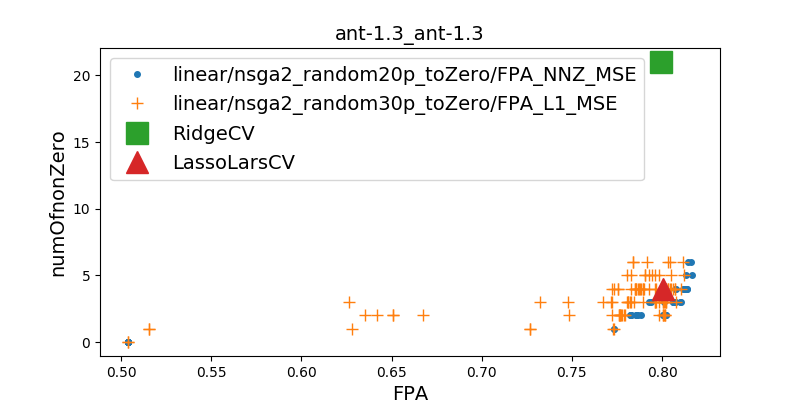 ant-1.3_ant-1.3
linear/nsga2_random20p_toZero/FPA_NNZ_MSE
linear/nsga2_random30p_toZero/FPA_L1_MSE
RidgeCV
LassoLarsCV
numOfnonZero
20
15
10
5
0
0.50 0.55 0.60 0.65 0.70 0.75 0.80
FPA